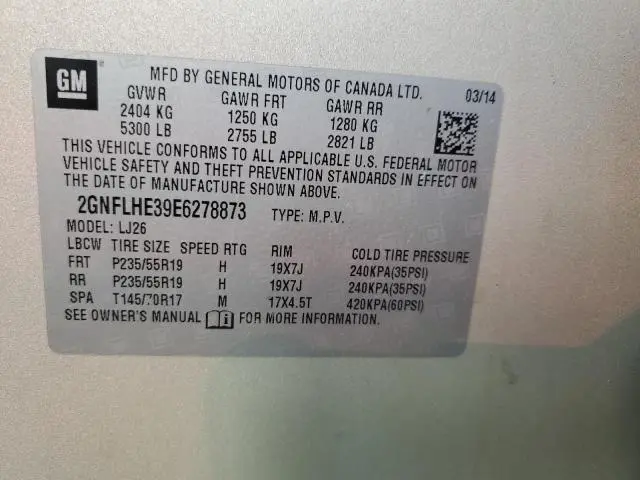 GM
MFD BY GENERAL MOTORS OF CANADA LTD.
03/14
GVWR GAWR FRT GAWR RR
2404 KG 1250 KG 1280 KG
5300 LB 2755 LB 2821 LB
THIS VEHICLE CONFORMS TO ALL APPLICABLE U.S. FEDERAL MOTOR
VEHICLE SAFETY AND THEFT PREVENTION STANDARDS IN EFFECT ON
THE DATE OF MANUFACTURE SHOWN ABOVE.
2GNFLHE39E6278873 TYPE: M.P.V.
MODEL: LJ26
LBCW TIRE SIZE SPEED RTG RIM COLD TIRE PRESSURE
FRT P235/55R19 H 19X7J 240KPA(35PSI)
RR P235/55R19 H 19X7J 240KPA(35PSI)
SPA T145/70R17 M 17X4.5T 420KPA(60PSI)
SEE OWNER'S MANUAL FOR MORE INFORMATION.